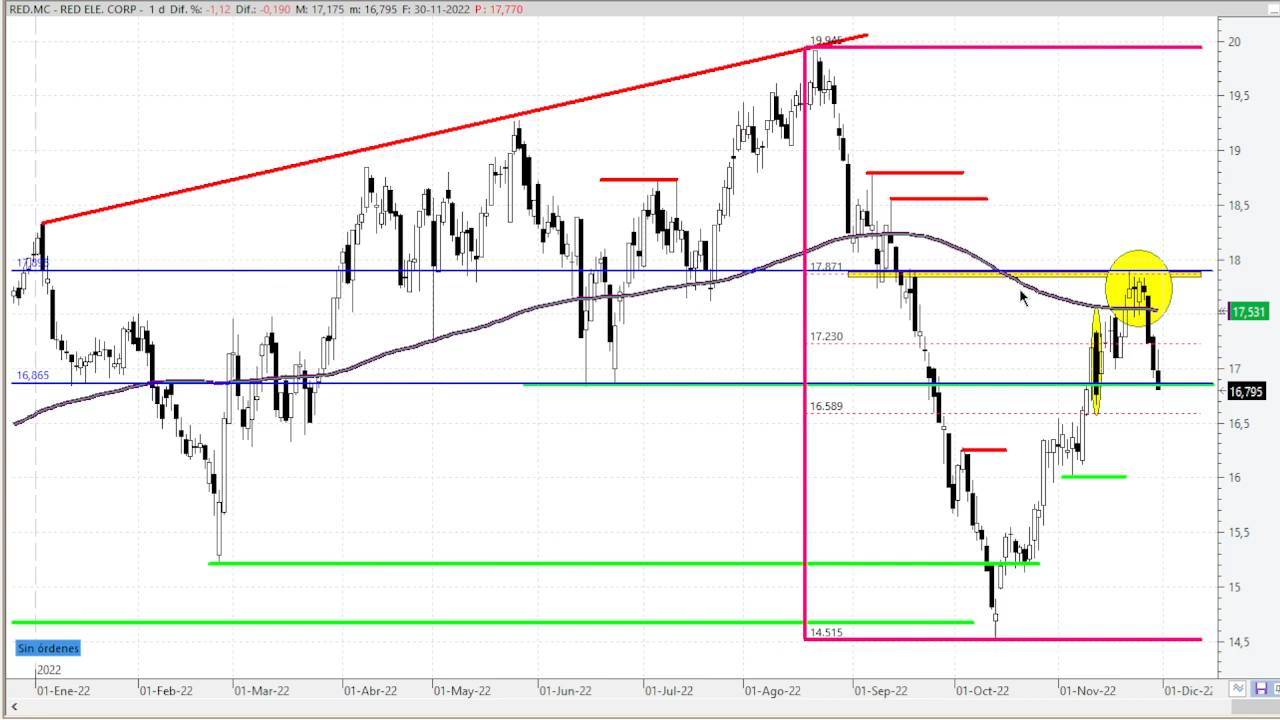 RED.MC - RED ELE. CORP - 1 d Dif. %: -1,12 Dif.: -0,190 M: 17,175 m: 16,795 F: 30-11-2022 P: 17,770
19.945
20
19,5
19
18,5
18
17.871
17,531
17.230
17
16,865
16,795
16.589
16,5
16
15,5
15
14.515
14,5
Sin órdenes
2022
01-Ene-22
01-Feb-22
01-Mar-22
01-Abr-22
01-May-22
01-Jun-22
01-Jul-22
01-Ago-22
01-Sep-22
01-Oct-22
01-Nov-22
01-Dic-22